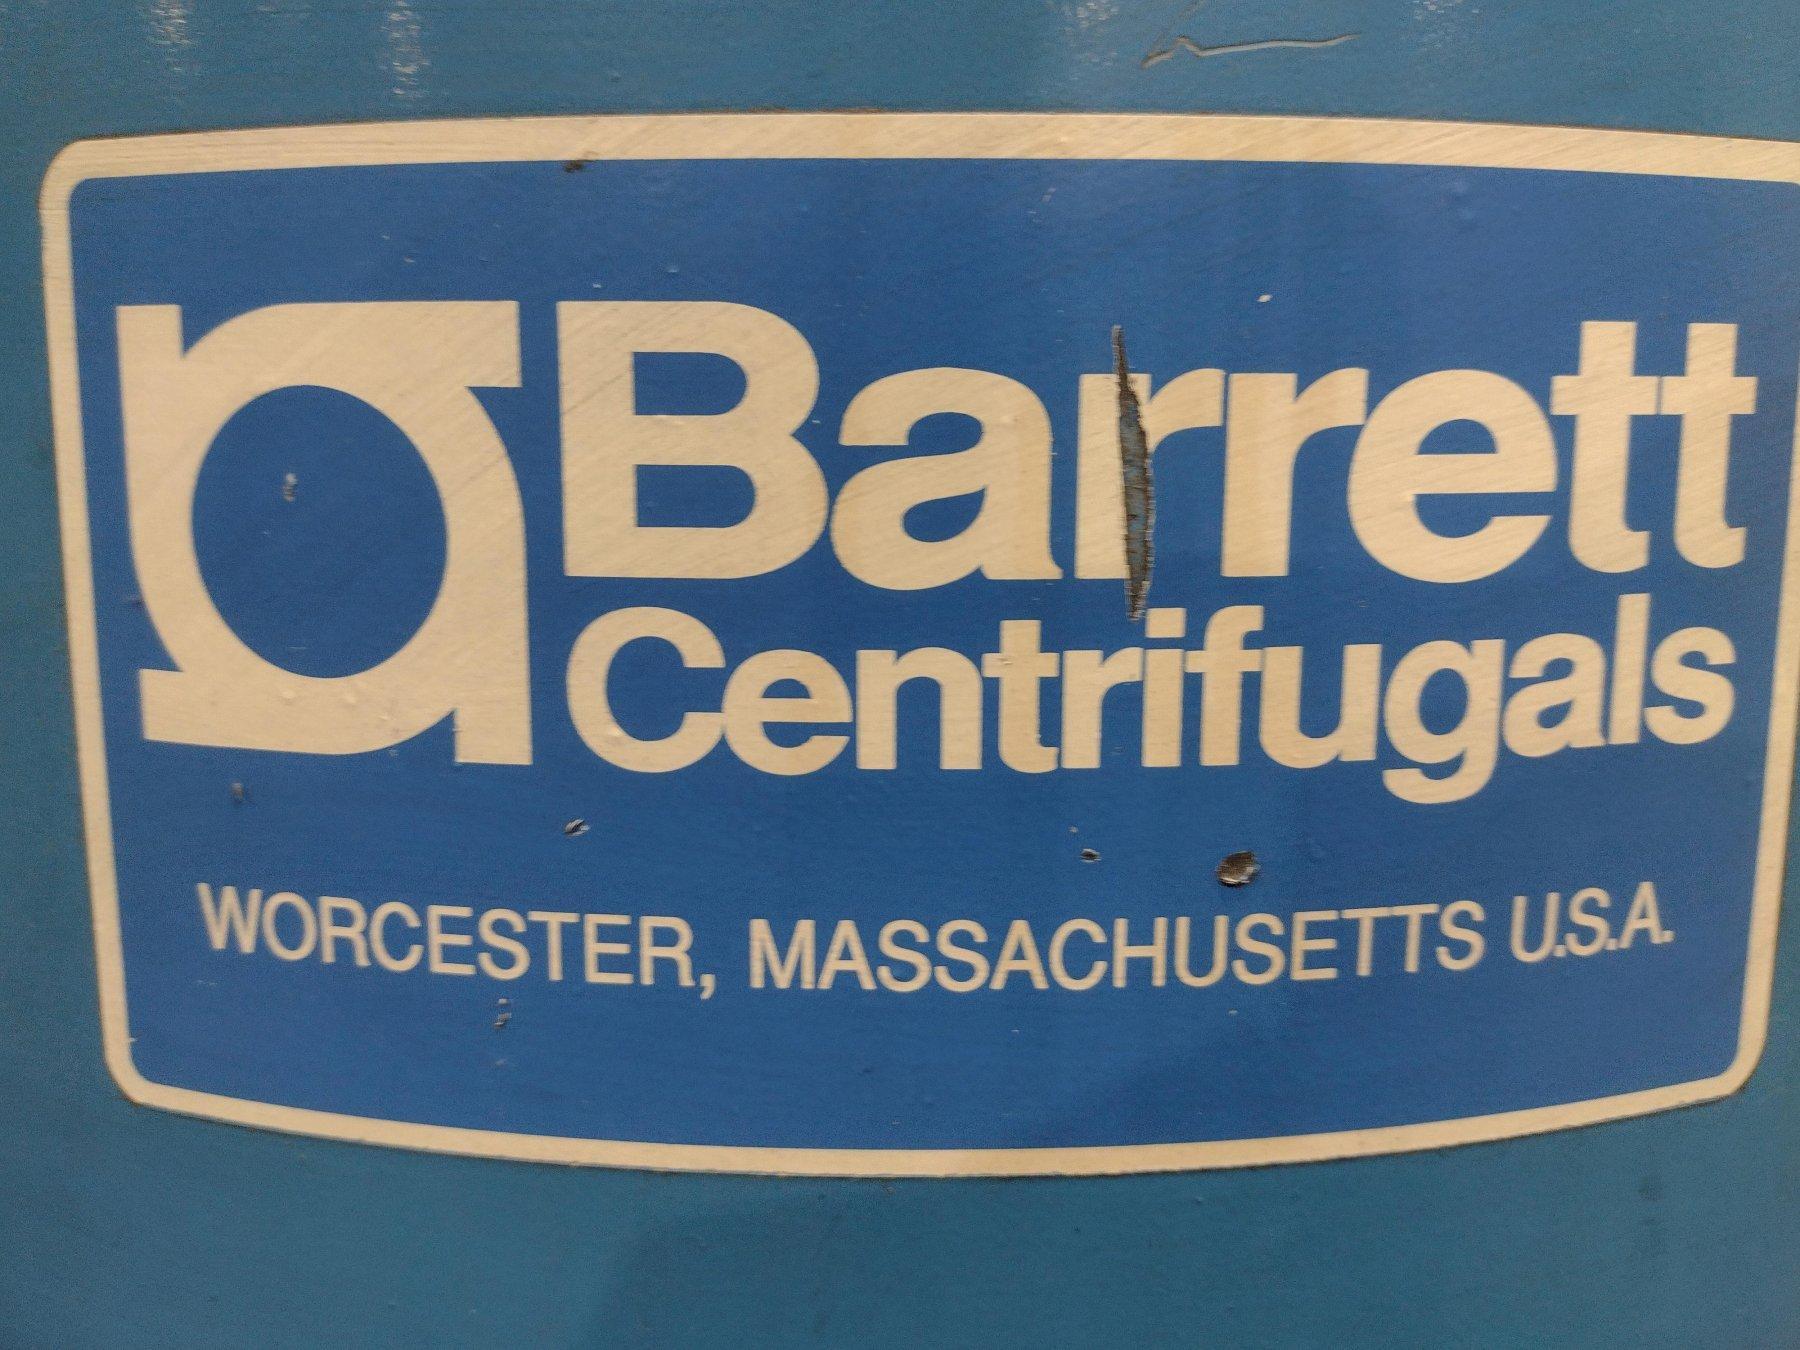 Barrett
Centrifugals
WORCESTER, MASSACHUSETTS U.S.A.